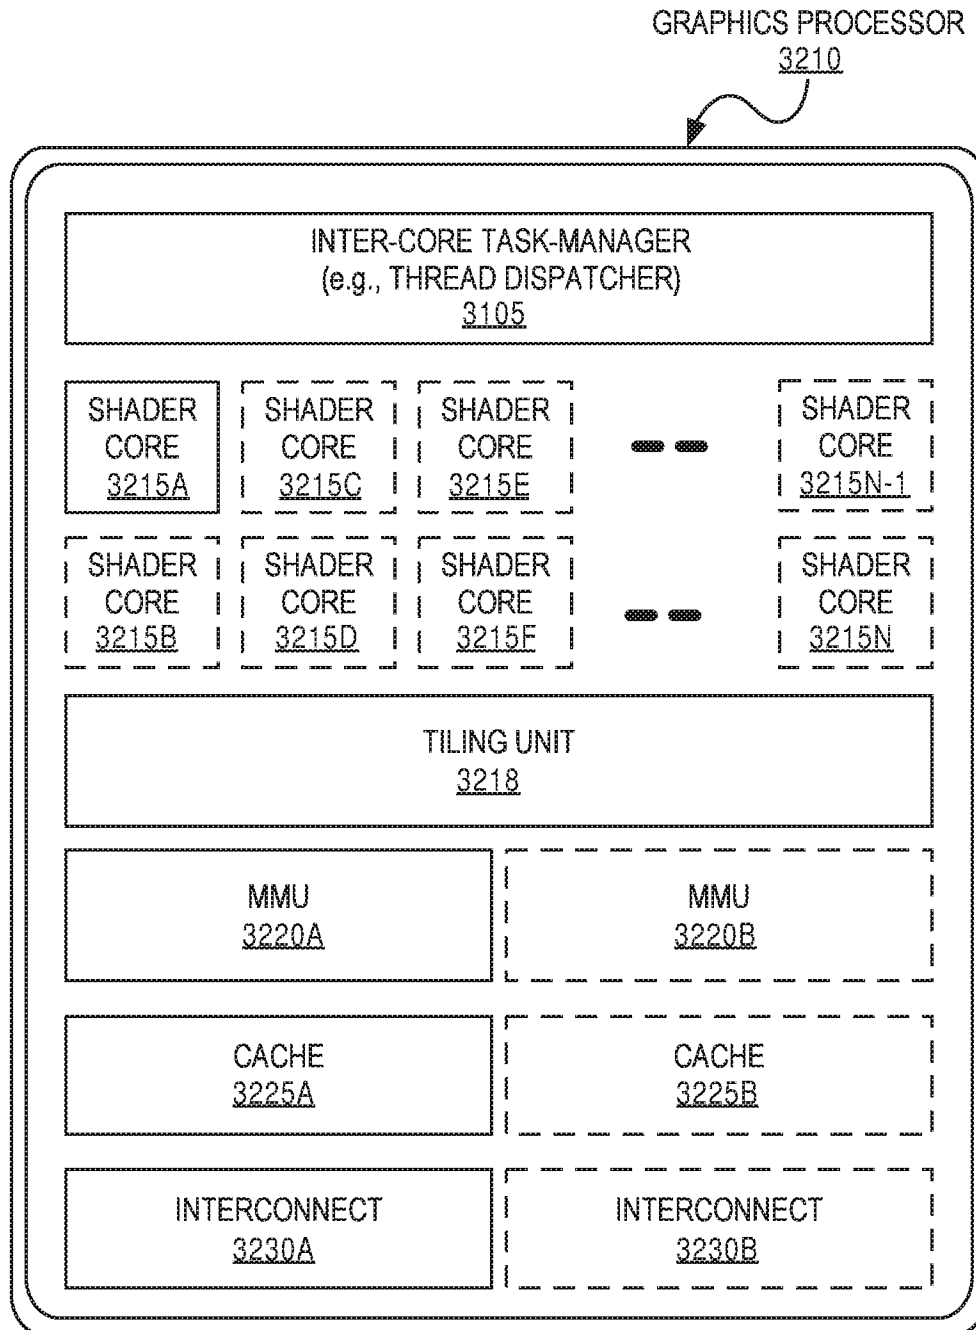 GRAPHICS PROCESSOR
3210
INTER-CORE TASK-MANAGER
(e.g., THREAD DISPATCHER)
3105
SHADER
CORE
3215A
SHADER
CORE
3215C
SHADER
CORE
3215E
SHADER
CORE
3215N-1
SHADER
CORE
3215B
SHADER
CORE
3215D
SHADER
CORE
3215F
SHADER
CORE
3215N
TILING UNIT
3218
MMU
3220A
MMU
3220B
CACHE
3225A
CACHE
3225B
INTERCONNECT
3230A
INTERCONNECT
3230B